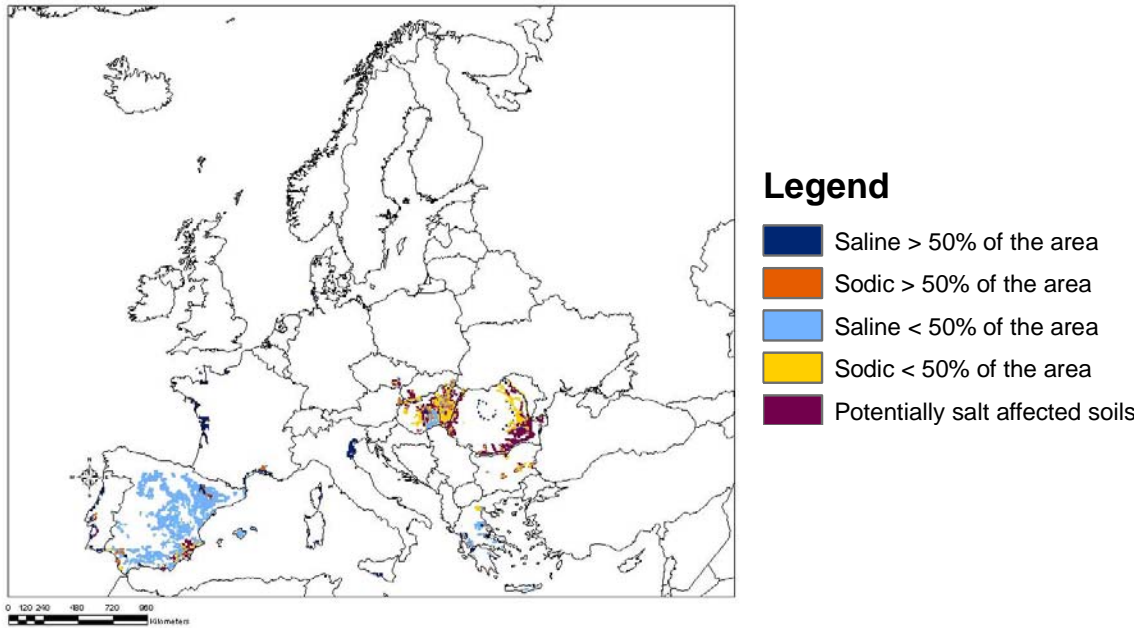 Legend
Saline > 50% of the area
Sodic > 50% of the area
Saline < 50% of the area
Sodic < 50% of the area
Potentially salt affected soils
0 120 240 480 720 960
Kilometers